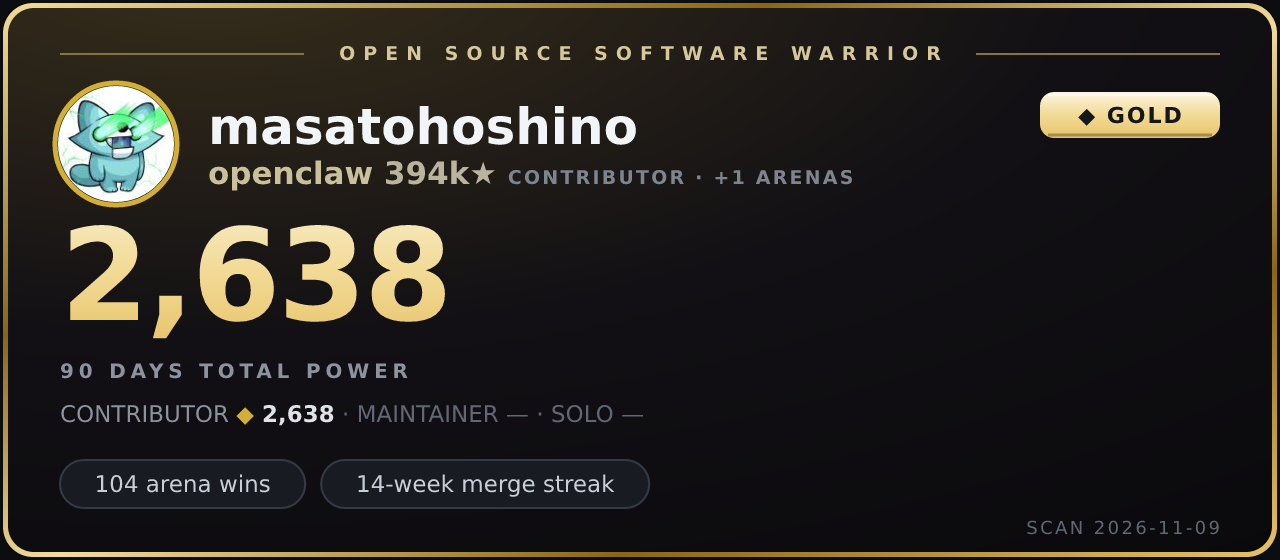 OPEN SOURCE SOFTWARE WARRIOR
masatohoshino
◆ GOLD
openclaw 394k★ CONTRIBUTOR · +1 ARENAS
2,638
90 DAYS TOTAL POWER
CONTRIBUTOR ◆ 2,638 · MAINTAINER — · SOLO —
104 arena wins
14-week merge streak
SCAN 2026-11-09